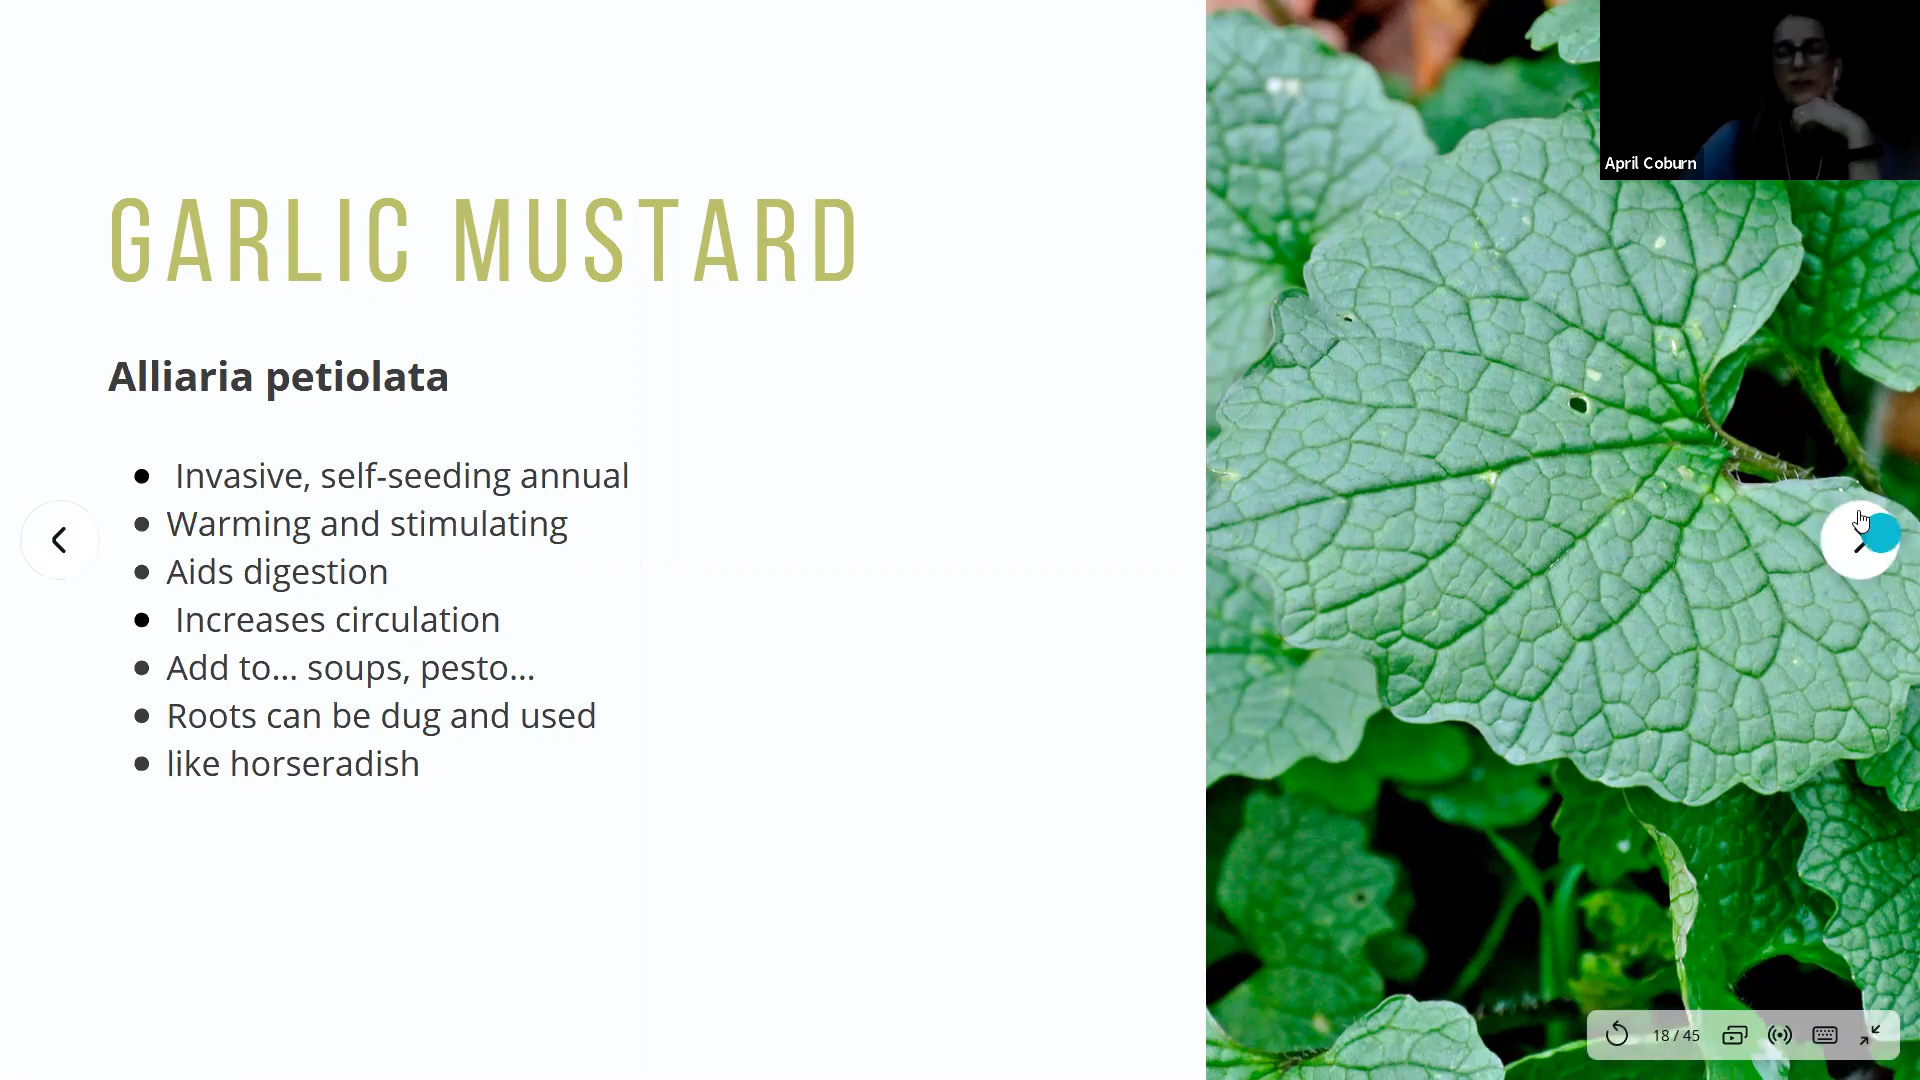 April Coburn
GARLIC MUSTARD
Alliaria petiolata
Invasive, self-seeding annual
Warming and stimulating
Aids digestion
Increases circulation
Add to... soups, pesto...
Roots can be dug and used
like horseradish
18 / 45